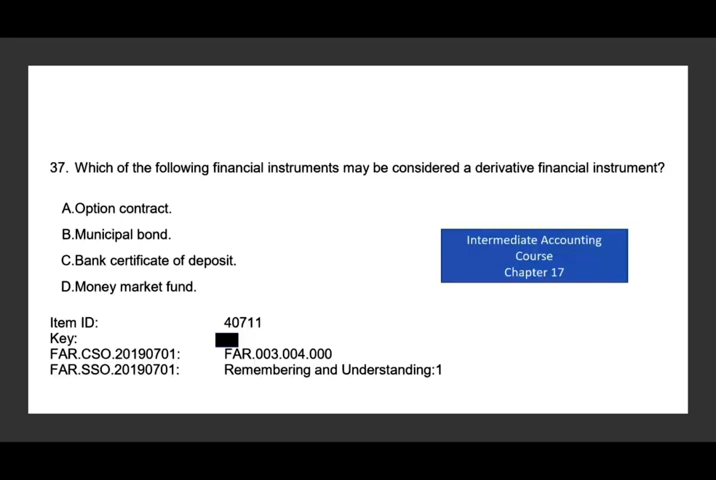 37. Which of the following financial instruments may be considered a derivative financial instrument?
A.Option contract.
B.Municipal bond.
C.Bank certificate of deposit.
D.Money market fund.
Intermediate Accounting
Course
Chapter 17
Item ID: 40711
Key:
FAR.CSO.20190701: FAR.003.004.000
FAR.SSO.20190701: Remembering and Understanding:1